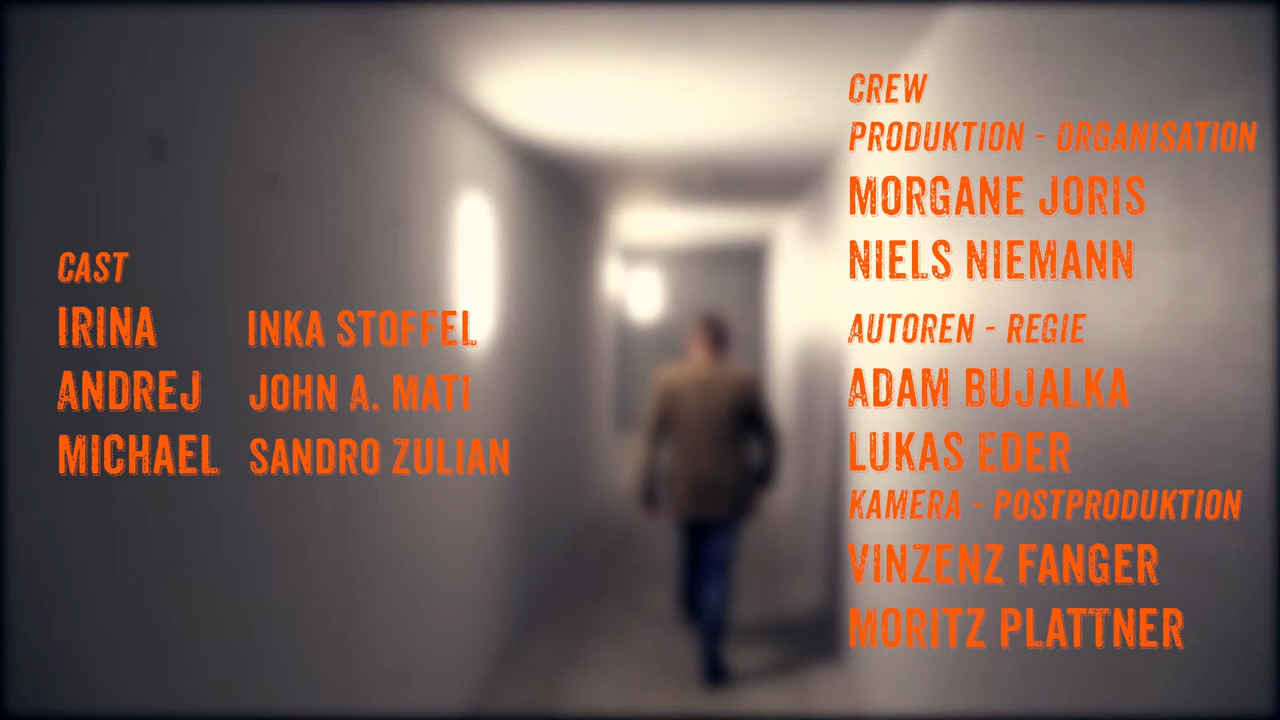 CAST
IRINA INKA STOFFEL
ANDREJ JOHN A. MATI
MICHAEL SANDRO ZULIAN
CREW
PRODUKTION - ORGANISATION
MORGANE JORIS
NIELS NIEMANN
AUTOREN - REGIE
ADAM BUJALKA
LUKAS EDER
KAMERA - POSTPRODUKTION
VINZENZ FANGER
MORITZ PLATTNER